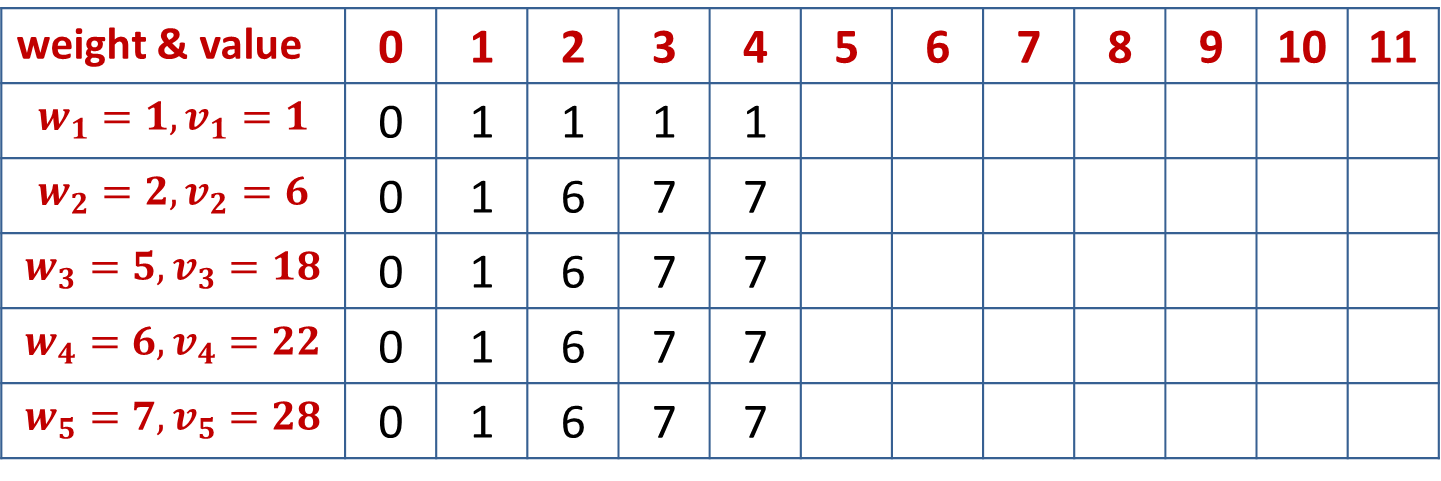 weight & value 0 1 2 3 4 5 6 7 8 9 10 11
w₁ = 1, v₁ = 1 0 1 1 1 1
w₂ = 2, v₂ = 6 0 1 6 7 7
w₃ = 5, v₃ = 18 0 1 6 7 7
w₄ = 6, v₄ = 22 0 1 6 7 7
w₅ = 7, v₅ = 28 0 1 6 7 7